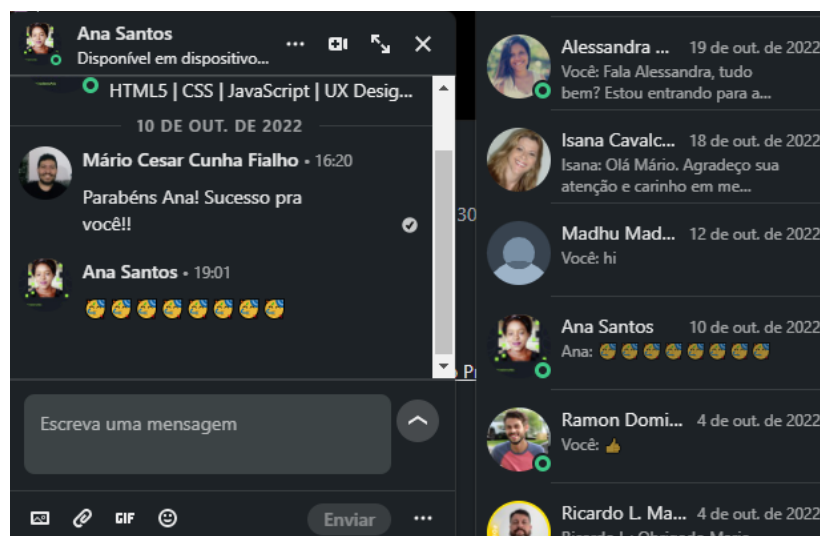 Ana Santos
Disponível em dispositivo...
HTML5 | CSS | JavaScript | UX Desig...
10 DE OUT. DE 2022
Mário Cesar Cunha Fialho • 16:20
Parabéns Ana! Sucesso pra
você!!
Ana Santos • 19:01
🥳🥳🥳🥳🥳🥳🥳🥳
Escreva uma mensagem
GIF
Enviar
30
Pr
Alessandra ... 19 de out. de 2022
Você: Fala Alessandra, tudo
bem? Estou entrando para a...
Isana Cavalc... 18 de out. de 2022
Isana: Olá Mário. Agradeço sua
atenção e carinho em me...
Madhu Mad... 12 de out. de 2022
Você: hi
Ana Santos 10 de out. de 2022
Ana: 🥳🥳🥳🥳🥳🥳🥳🥳
Ramon Domi... 4 de out. de 2022
Você: 👍
Ricardo L. Ma... 4 de out. de 2022